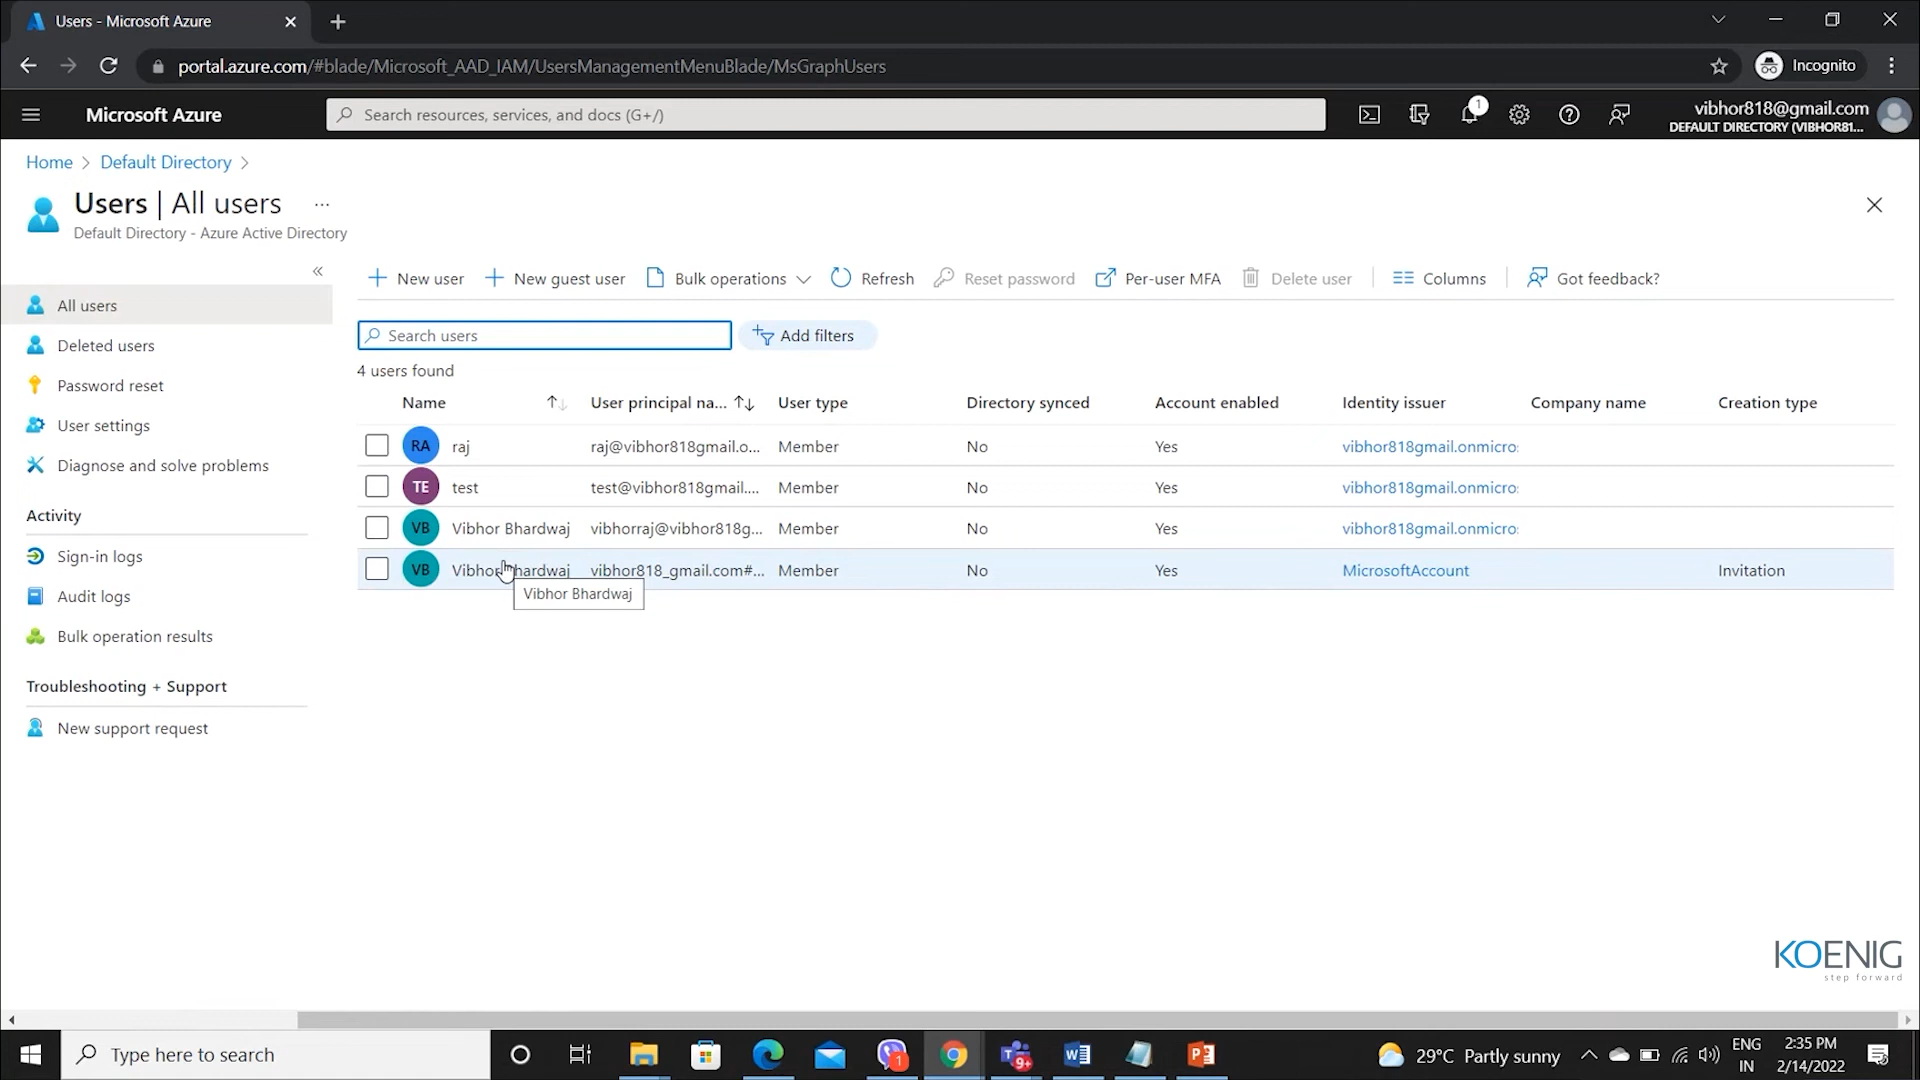 Users - Microsoft Azure
portal.azure.com/#blade/Microsoft_AAD_IAM/UsersManagementMenuBlade/MsGraphUsers
Incognito
Microsoft Azure
Search resources, services, and docs (G+/)
1
vibhor818@gmail.com
DEFAULT DIRECTORY (VIBHOR81...
Home > Default Directory >
Users | All users ...
Default Directory - Azure Active Directory
«
New user
New guest user
Bulk operations
Refresh
Reset password
Per-user MFA
Delete user
Columns
Got feedback?
All users
Deleted users
Password reset
User settings
Diagnose and solve problems
Activity
Sign-in logs
Audit logs
Bulk operation results
Troubleshooting + Support
New support request
Search users
Add filters
4 users found
Name User principal na... User type Directory synced Account enabled Identity issuer Company name Creation type
RA raj raj@vibhor818gmail.o... Member No Yes vibhor818gmail.onmicro
TE test test@vibhor818gmail.... Member No Yes vibhor818gmail.onmicro
VB Vibhor Bhardwaj vibhorraj@vibhor818g... Member No Yes vibhor818gmail.onmicro
VB Vibhor Bhardwaj vibhor818_gmail.com#... Member No Yes MicrosoftAccount Invitation
Vibhor Bhardwaj
KOENIG
step forward
Type here to search
1
9+
29°C Partly sunny
ENG
IN
2:35 PM
2/14/2022